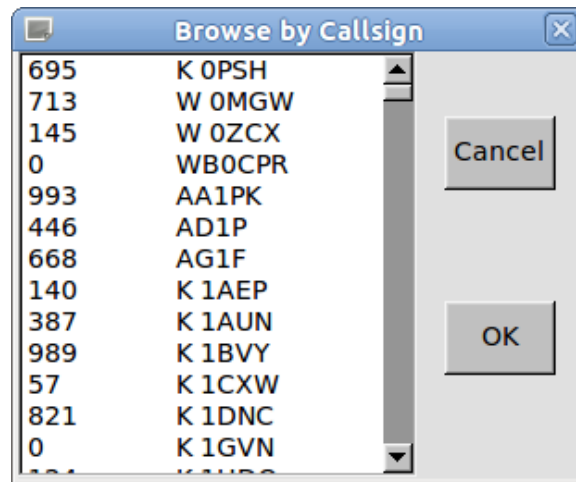 Browse by Callsign
695 K 0PSH
713 W 0MGW
145 W 0ZCX
0 WB0CPR
993 AA1PK
446 AD1P
668 AG1F
140 K 1AEP
387 K 1AUN
989 K 1BVY
57 K 1CXW
821 K 1DNC
0 K 1GVN
Cancel
OK